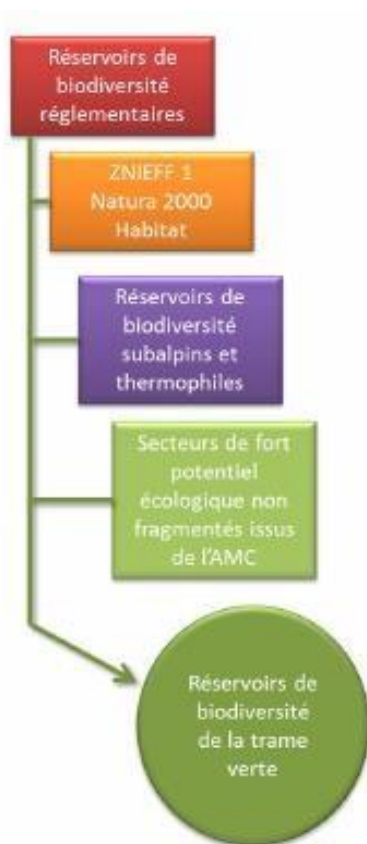 Réservoirs de
biodiversité
réglementaires
ZNIEFF 1
Natura 2000
Habitat
Réservoirs de
biodiversité
subalpins et
thermophiles
Secteurs de fort
potentiel
écologique non
fragmentés issus
de l'AMC
Réservoirs de
biodiversité
de la trame
verte